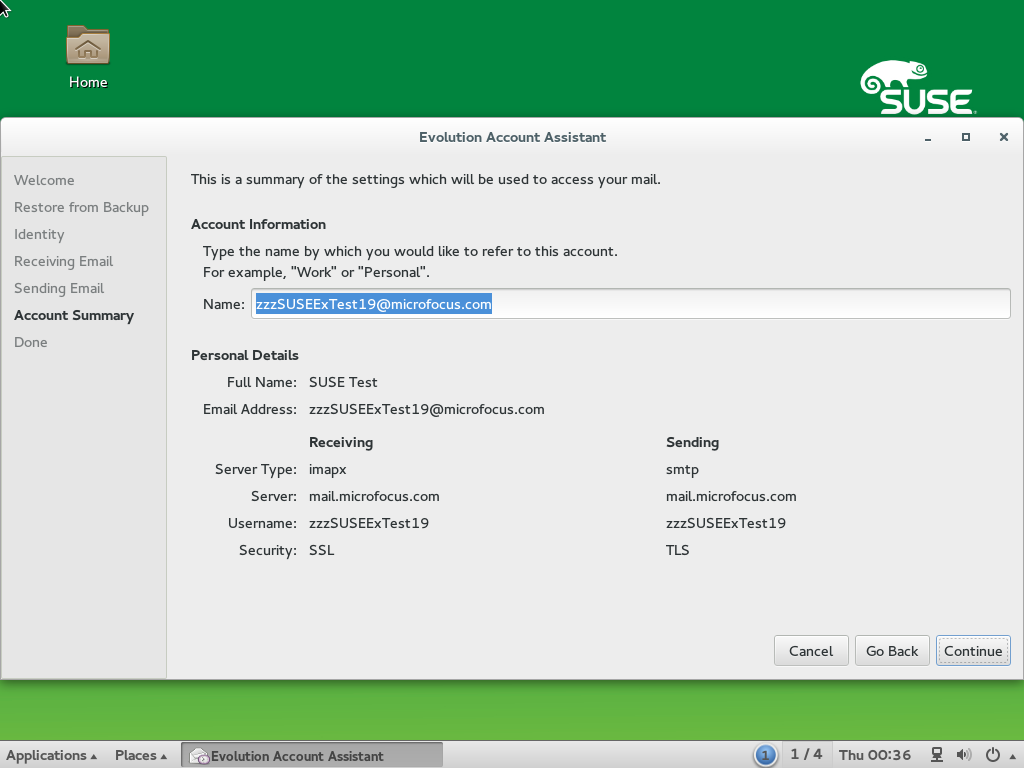 Home
SUSE
Evolution Account Assistant
Welcome
Restore from Backup
Identity
Receiving Email
Sending Email
Account Summary
Done
This is a summary of the settings which will be used to access your mail.
Account Information
Type the name by which you would like to refer to this account.
For example, "Work" or "Personal".
Name: zzzSUSEExTest19@microfocus.com
Personal Details
Full Name: SUSE Test
Email Address: zzzSUSEExTest19@microfocus.com
Receiving Sending
Server Type: imapx smtp
Server: mail.microfocus.com mail.microfocus.com
Username: zzzSUSEExTest19 zzzSUSEExTest19
Security: SSL TLS
Cancel Go Back Continue
Applications Places Evolution Account Assistant 1 1 / 4 Thu 00:36